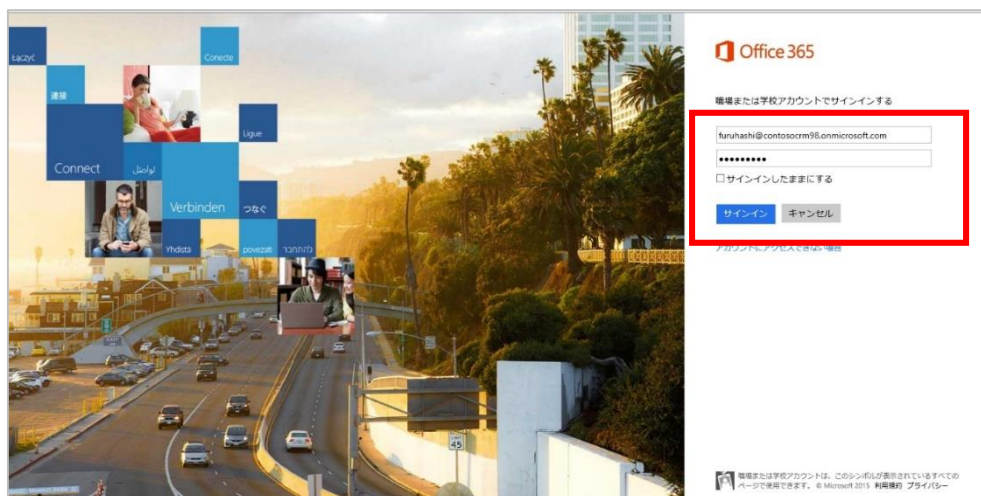 Łączyć
Conecte
連接
Ligue
Connect
تواصل
Verbinden
つなぐ
Yhdistä
povezati
להתחבר
SPEED
LIMIT
45
Office 365
職場または学校アカウントでサインインする
furuhashi@contosocrm98.onmicrosoft.com
サインインしたままにする
サインイン
キャンセル
アカウントにアクセスできない場合
職場または学校アカウントは、このシンボルが表示されているすべての
ページで使用できます。 © Microsoft 2015 利用規約 プライバシー